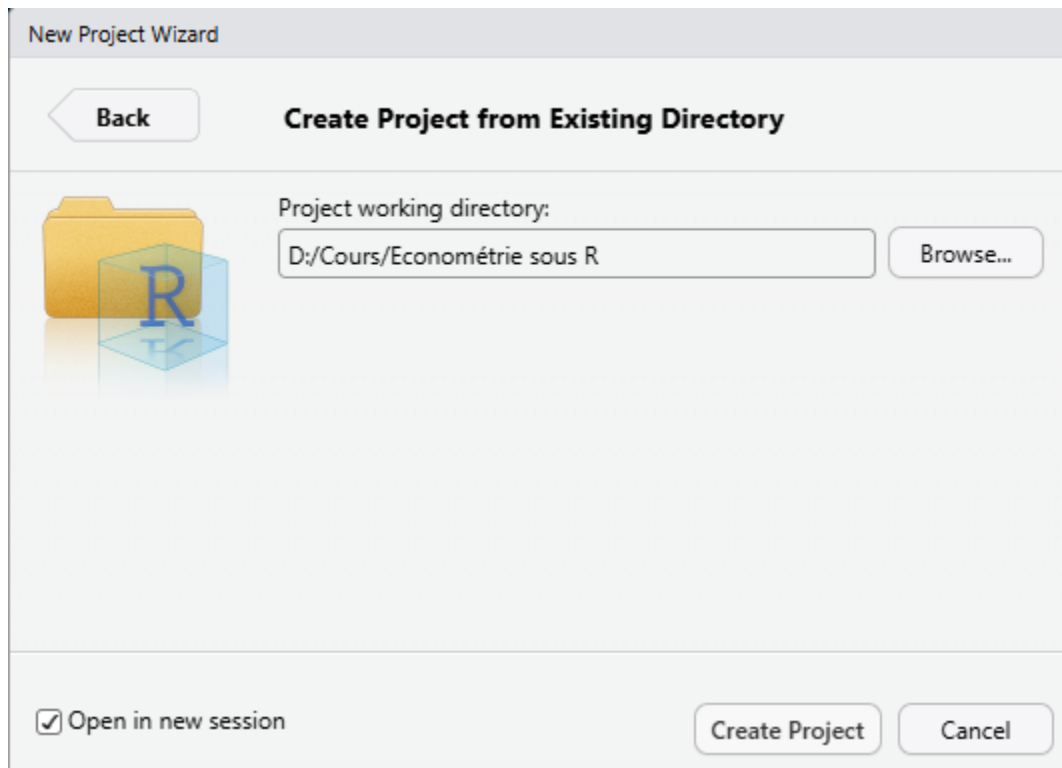 New Project Wizard
Back
Create Project from Existing Directory
R
Project working directory:
D:/Cours/Econométrie sous R
Browse...
Open in new session
Create Project
Cancel